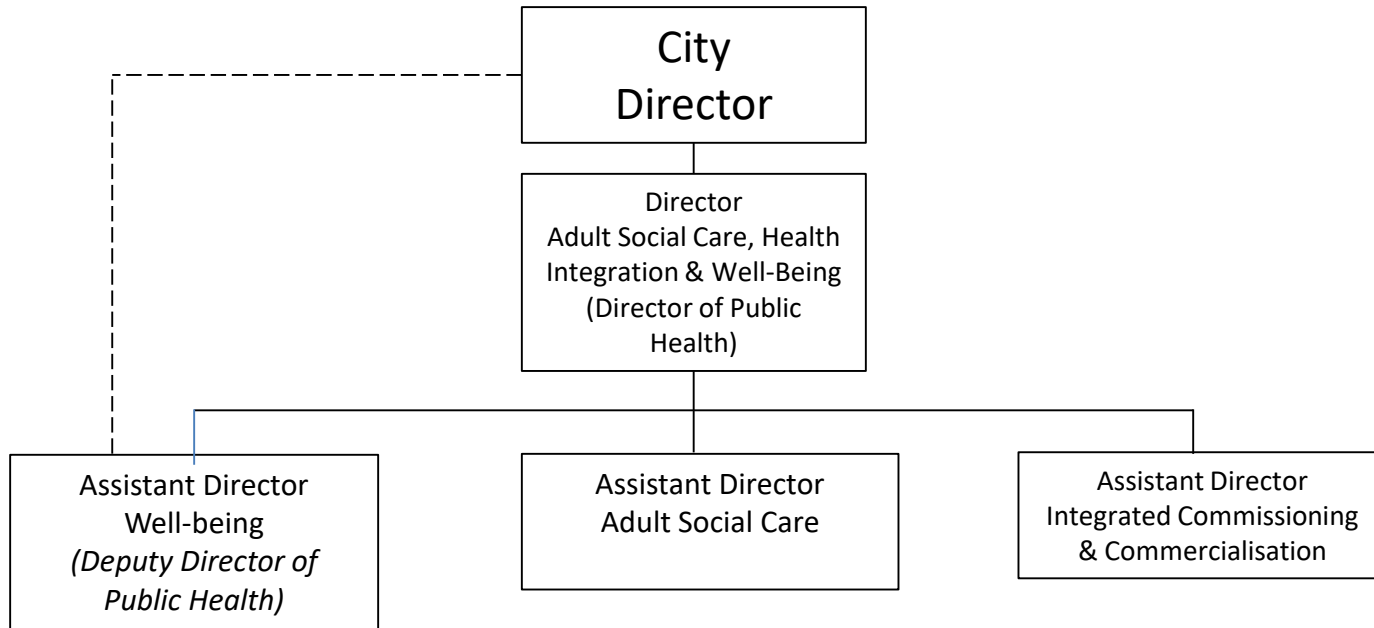 City
Director
Director
Adult Social Care, Health
Integration & Well-Being
(Director of Public
Health)
Assistant Director
Well-being
(Deputy Director of
Public Health)
Assistant Director
Adult Social Care
Assistant Director
Integrated Commissioning
& Commercialisation